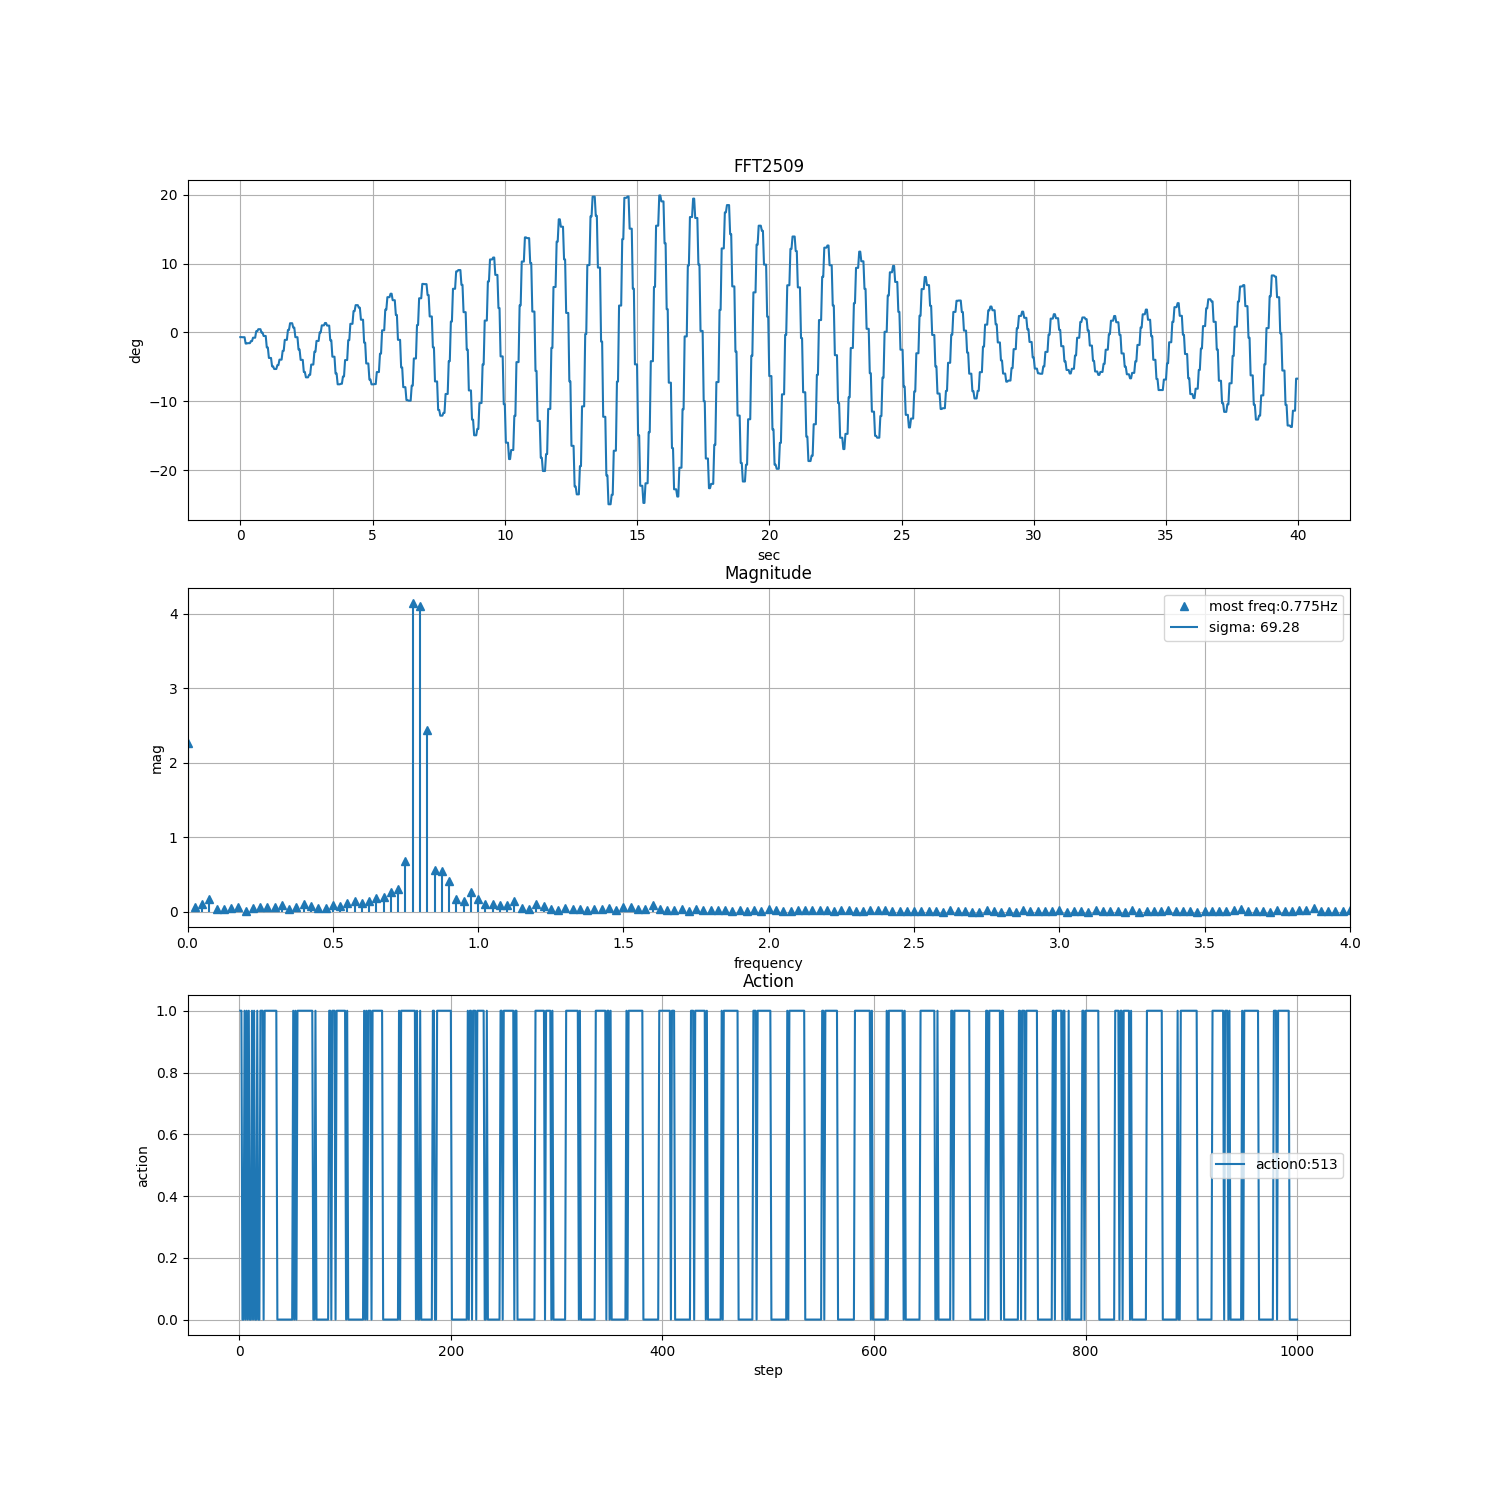 FFT2509
20
10
0
−10
−20
deg
0 5 10 15 20 25 30 35 40
sec
Magnitude
most freq:0.775Hz
sigma: 69.28
4
3
2
1
0
mag
0.0 0.5 1.0 1.5 2.0 2.5 3.0 3.5 4.0
frequency
Action
1.0
0.8
0.6
0.4
0.2
0.0
action
action0:513
0 200 400 600 800 1000
step